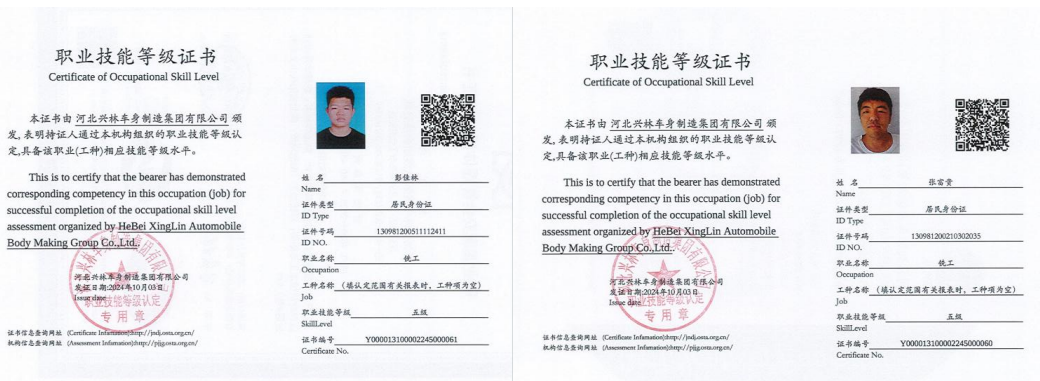 职业技能等级证书
Certificate of Occupational Skill Level
本证书由 河北兴林车身制造集团有限公司 颁
发,表明持证人通过本机构组织的职业技能等级认
定,具备该职业(工种)相应技能等级水平。
This is to certify that the bearer has demonstrated
corresponding competency in this occupation (job) for
successful completion of the occupational skill level
assessment organized by HeBei XingLin Automobile
Body Making Group Co.,Ltd..
河北兴林车身制造集团有限公司
发证日期:2024年10月03日
Issue date
职业技能等级认定
专用章
证书信息查询网址 (Certificate Infamation):http://jndj.osta.org.cn/
机构信息查询网址 (Assessment Infamation):http://pjjg.osta.org.cn/
姓 名 彭佳林
Name
证件类型 居民身份证
ID Type
证件号码 130981200511112411
ID NO.
职业名称 铣工
Occupation
工种名称 (填认定范围有关报表时,工种项为空)
Job
职业技能等级 五级
SkillLevel
证书编号 Y000013100002245000061
Certificate No.
职业技能等级证书
Certificate of Occupational Skill Level
本证书由 河北兴林车身制造集团有限公司 颁
发,表明持证人通过本机构组织的职业技能等级认
定,具备该职业(工种)相应技能等级水平。
This is to certify that the bearer has demonstrated
corresponding competency in this occupation (job) for
successful completion of the occupational skill level
assessment organized by HeBei XingLin Automobile
Body Making Group Co.,Ltd..
河北兴林车身制造集团有限公司
发证日期:2024年10月03日
Issue date
职业技能等级认定
专用章
证书信息查询网址 (Certificate Infamation):http://jndj.osta.org.cn/
机构信息查询网址 (Assessment Infamation):http://pjjg.osta.org.cn/
姓 名 张富贵
Name
证件类型 居民身份证
ID Type
证件号码 130981200210302035
ID NO.
职业名称 铣工
Occupation
工种名称 (填认定范围有关报表时,工种项为空)
Job
职业技能等级 五级
SkillLevel
证书编号 Y000013100002245000060
Certificate No.